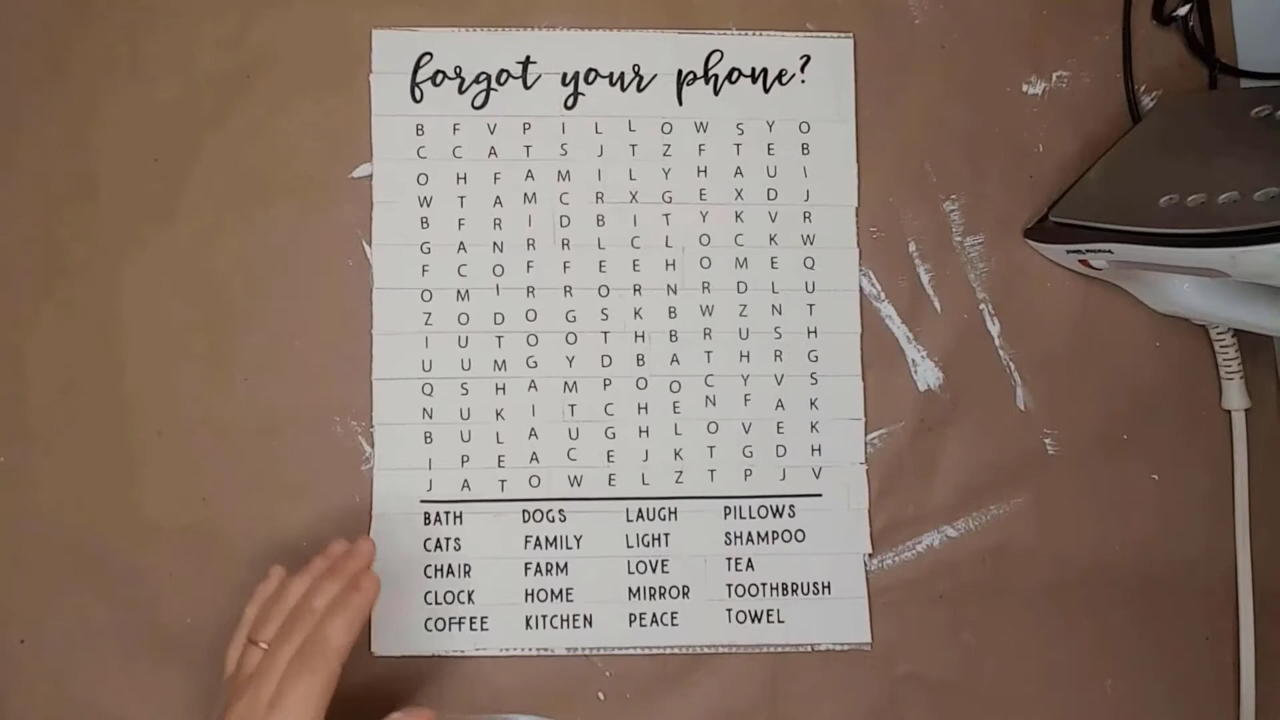 forgot your phone?
B F V P I L L O W S Y O
C C A T S J T Z F T E B
O H F A M I L Y H A U I
W T A M C R X G E X D J
B F R I D B I T Y K V R
G A N R R L C L O C K W
F C O F F E E H O M E Q
O M I R R O R N R D L U
Z O D O G S K B W Z N T
I U T O O T H B R U S H
U U M G Y D B A T H R G
Q S H A M P O O C Y V S
N U K I T C H E N F A K
B U L A U G H L O V E K
I P E A C E J K T G D H
J A T O W E L Z T P J V
BATH DOGS LAUGH PILLOWS
CATS FAMILY LIGHT SHAMPOO
CHAIR FARM LOVE TEA
CLOCK HOME MIRROR TOOTHBRUSH
COFFEE KITCHEN PEACE TOWEL